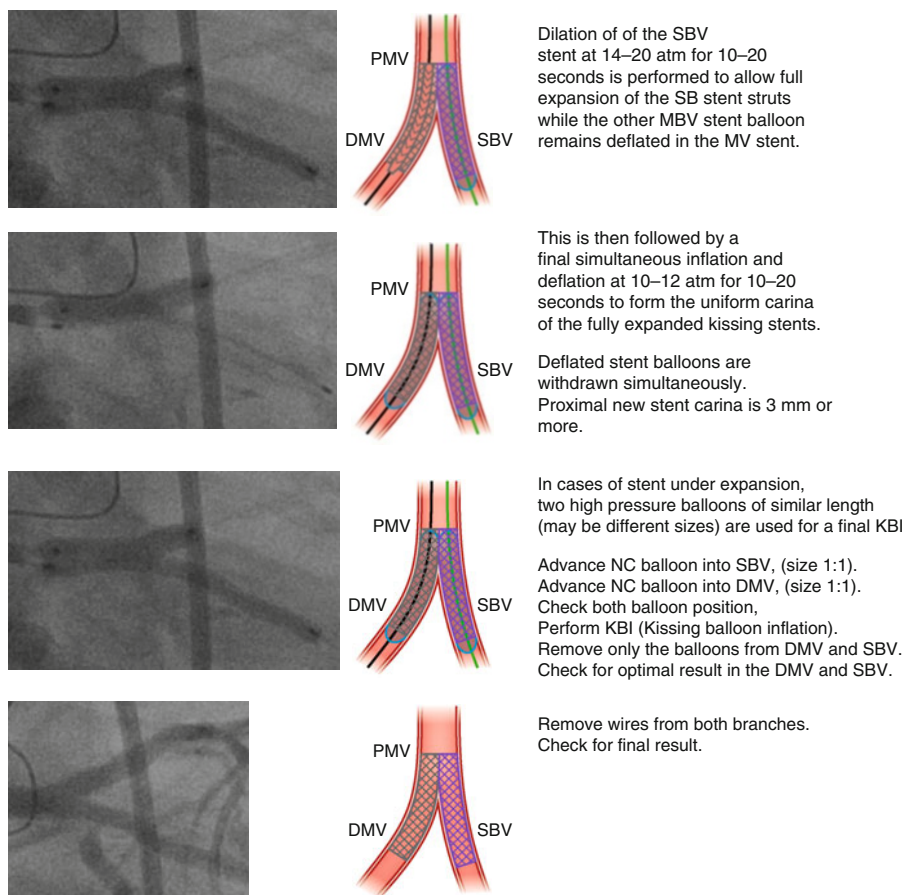 PMV
DMV
SBV
Dilation of of the SBV
stent at 14–20 atm for 10–20
seconds is performed to allow full
expansion of the SB stent struts
while the other MBV stent balloon
remains deflated in the MV stent.
PMV
DMV
SBV
This is then followed by a
final simultaneous inflation and
deflation at 10–12 atm for 10–20
seconds to form the uniform carina
of the fully expanded kissing stents.
Deflated stent balloons are
withdrawn simultaneously.
Proximal new stent carina is 3 mm or
more.
PMV
DMV
SBV
In cases of stent under expansion,
two high pressure balloons of similar length
(may be different sizes) are used for a final KBI
Advance NC balloon into SBV, (size 1:1).
Advance NC balloon into DMV, (size 1:1).
Check both balloon position,
Perform KBI (Kissing balloon inflation).
Remove only the balloons from DMV and SBV.
Check for optimal result in the DMV and SBV.
PMV
DMV
SBV
Remove wires from both branches.
Check for final result.